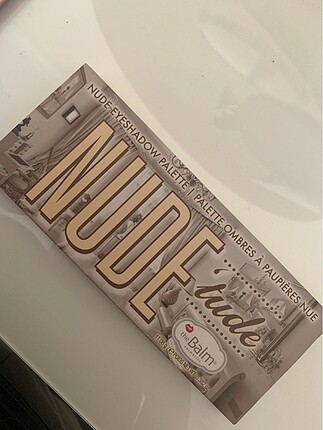 NUDE EYESHADOW PALETTE | PALETTE OMBRES À PAUPIÈRES NUE
NUDE
'tude
theBalm